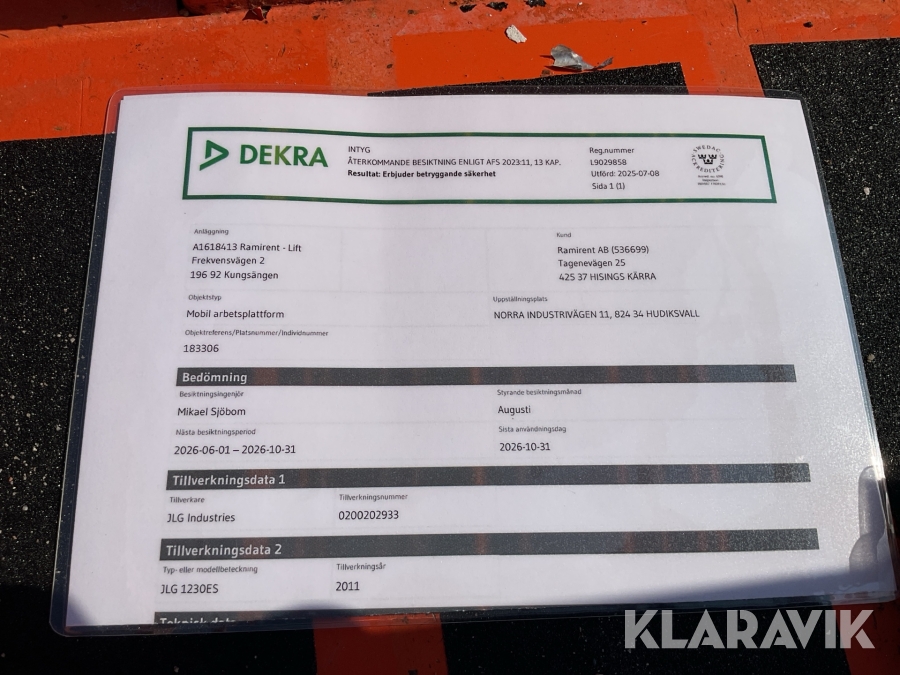 DEKRA
INTYG
ÅTERKOMMANDE BESIKTNING ENLIGT AFS 2023:11, 13 KAP.
Resultat: Erbjuder betryggande säkerhet
Reg.nummer
L9029858
Utförd: 2025-07-08
Sida 1 (1)
SWEDAC
ACKREDITERING
Anläggning
A1618413 Ramirent - Lift
Frekvensvägen 2
196 92 Kungsängen
Kund
Ramirent AB (536699)
Tagenevägen 25
425 37 HISINGS KÄRRA
Objektstyp
Mobil arbetsplattform
Uppställningsplats
NORRA INDUSTRIVÄGEN 11, 824 34 HUDIKSVALL
Objektreferens/Platsnummer/Individnummer
183306
Bedömning
Besiktningsingenjör
Mikael Sjöbom
Styrande besiktningsmånad
Augusti
Nästa besiktningsperiod
2026-06-01 – 2026-10-31
Sista användningsdag
2026-10-31
Tillverkningsdata 1
Tillverkare
JLG Industries
Tillverkningsnummer
0200202933
Tillverkningsdata 2
Typ- eller modellbeteckning
JLG 1230ES
Tillverkningsår
2011
Teknisk data
KLARAVIK